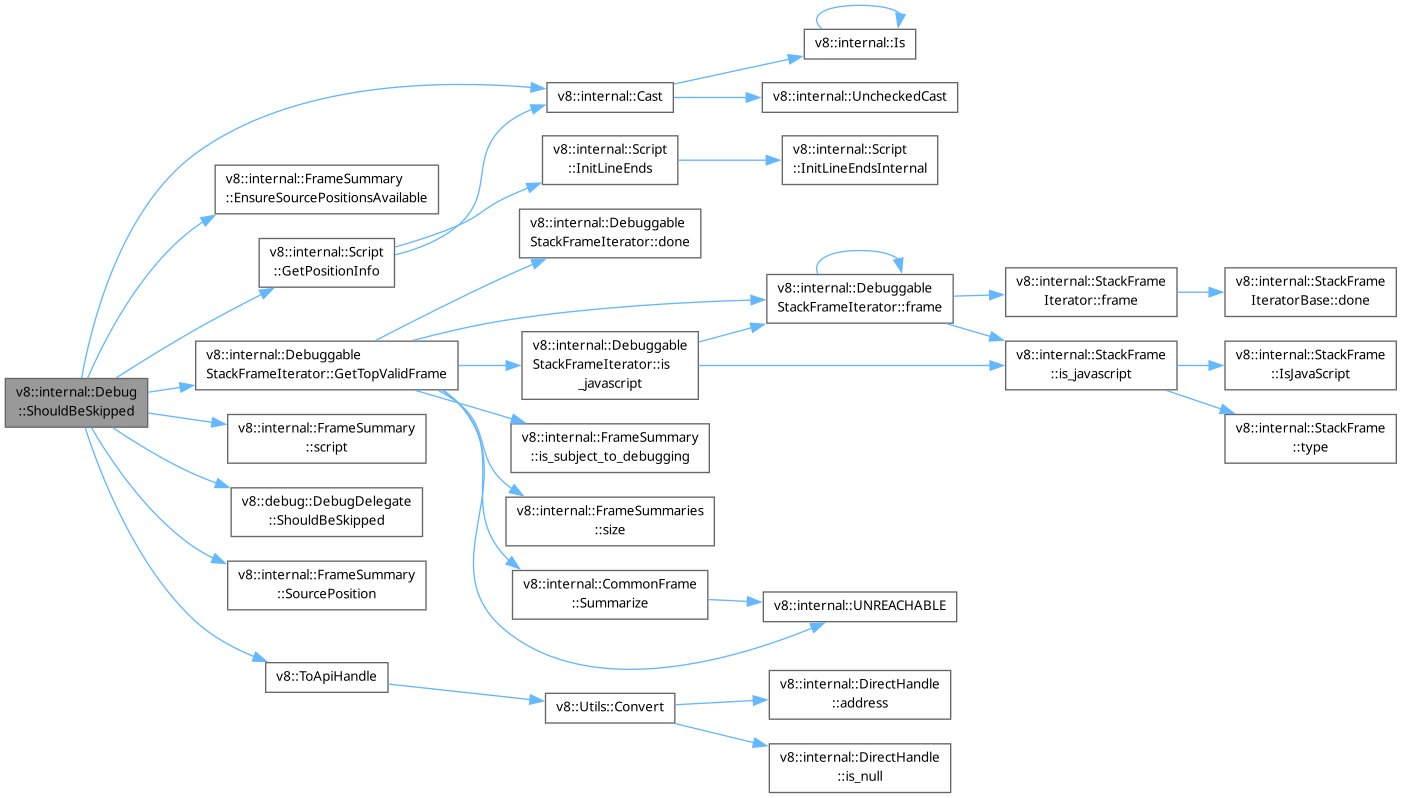 v8::internal::Is
v8::internal::Cast
v8::internal::UncheckedCast
v8::internal::Script
::InitLineEnds
v8::internal::Script
::InitLineEndsInternal
v8::internal::FrameSummary
::EnsureSourcePositionsAvailable
v8::internal::Debuggable
StackFrameIterator::done
v8::internal::Script
::GetPositionInfo
v8::internal::Debuggable
StackFrameIterator::frame
v8::internal::StackFrame
Iterator::frame
v8::internal::StackFrame
IteratorBase::done
v8::internal::Debuggable
StackFrameIterator::GetTopValidFrame
v8::internal::Debuggable
StackFrameIterator::is
_javascript
v8::internal::StackFrame
::is_javascript
v8::internal::StackFrame
::IsJavaScript
v8::internal::Debug
::ShouldBeSkipped
v8::internal::FrameSummary
::script
v8::internal::FrameSummary
::is_subject_to_debugging
v8::internal::StackFrame
::type
v8::debug::DebugDelegate
::ShouldBeSkipped
v8::internal::FrameSummaries
::size
v8::internal::FrameSummary
::SourcePosition
v8::internal::CommonFrame
::Summarize
v8::internal::UNREACHABLE
v8::ToApiHandle
v8::Utils::Convert
v8::internal::DirectHandle
::address
v8::internal::DirectHandle
::is_null